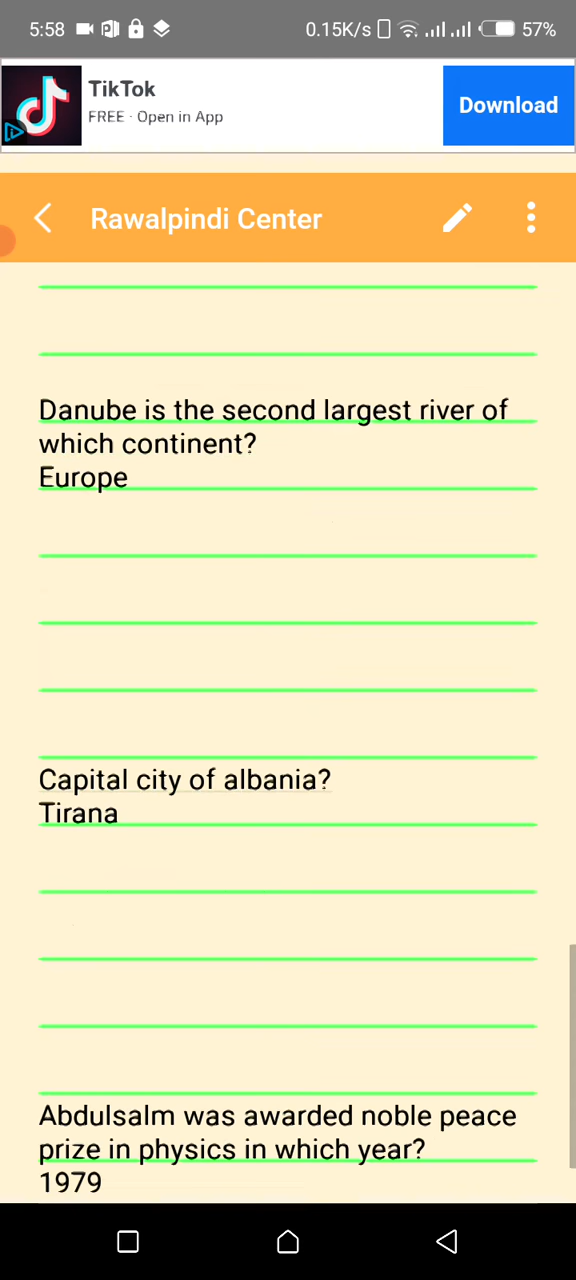 5:58
0.15K/s
57%
TikTok
FREE · Open in App
Download
Rawalpindi Center
Danube is the second largest river of
which continent?
Europe
Capital city of albania?
Tirana
Abdulsalm was awarded noble peace
prize in physics in which year?
1979